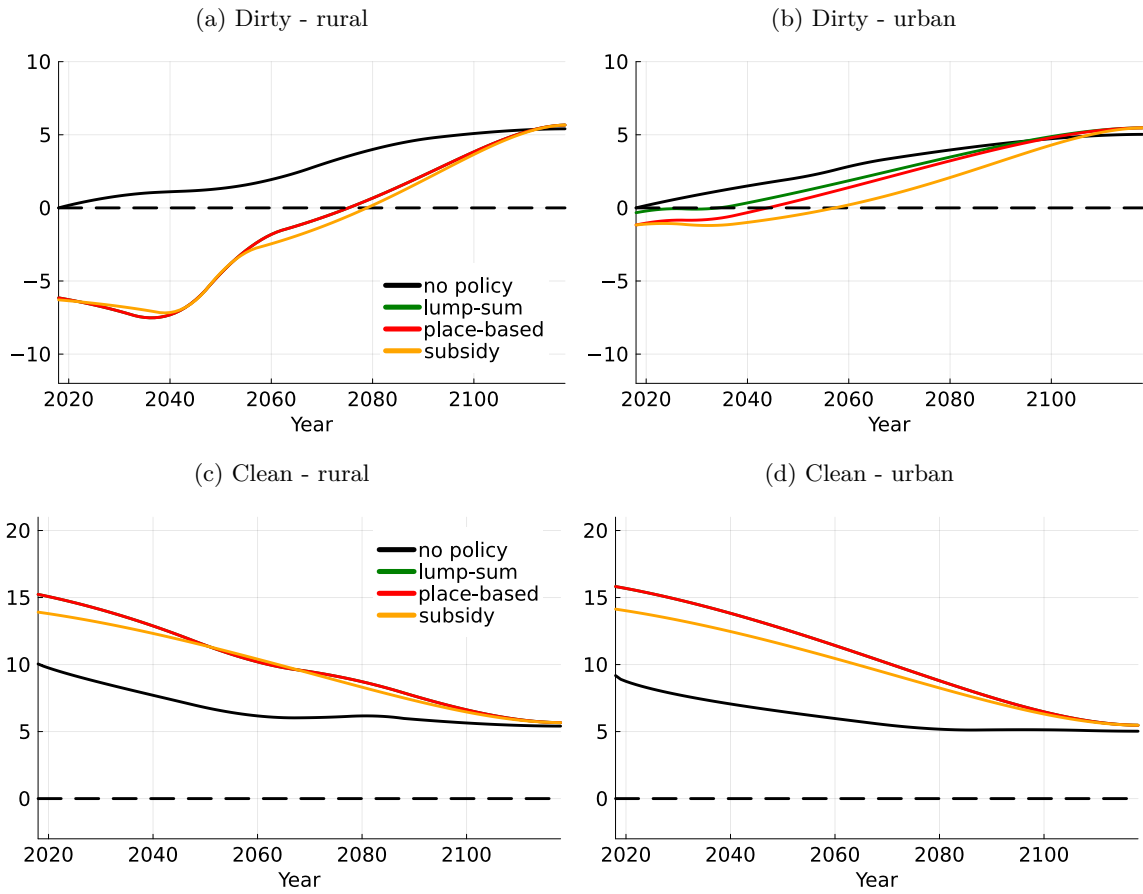 (a) Dirty - rural
10
5
0
−5
−10
no policy
lump-sum
place-based
subsidy
2020 2040 2060 2080 2100
Year
(b) Dirty - urban
10
5
0
−5
−10
2020 2040 2060 2080 2100
Year
(c) Clean - rural
20
15
10
5
0
no policy
lump-sum
place-based
subsidy
2020 2040 2060 2080 2100
Year
(d) Clean - urban
20
15
10
5
0
2020 2040 2060 2080 2100
Year